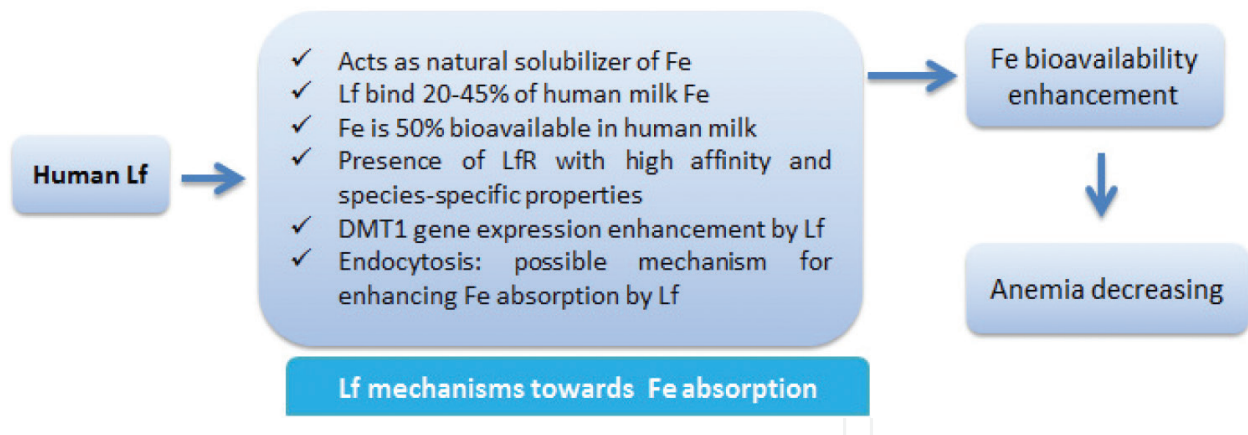 Human Lf
✓ Acts as natural solubilizer of Fe
✓ Lf bind 20-45% of human milk Fe
✓ Fe is 50% bioavailable in human milk
✓ Presence of LfR with high affinity and
species-specific properties
✓ DMT1 gene expression enhancement by Lf
✓ Endocytosis: possible mechanism for
enhancing Fe absorption by Lf
Lf mechanisms towards Fe absorption
Fe bioavailability
enhancement
Anemia decreasing